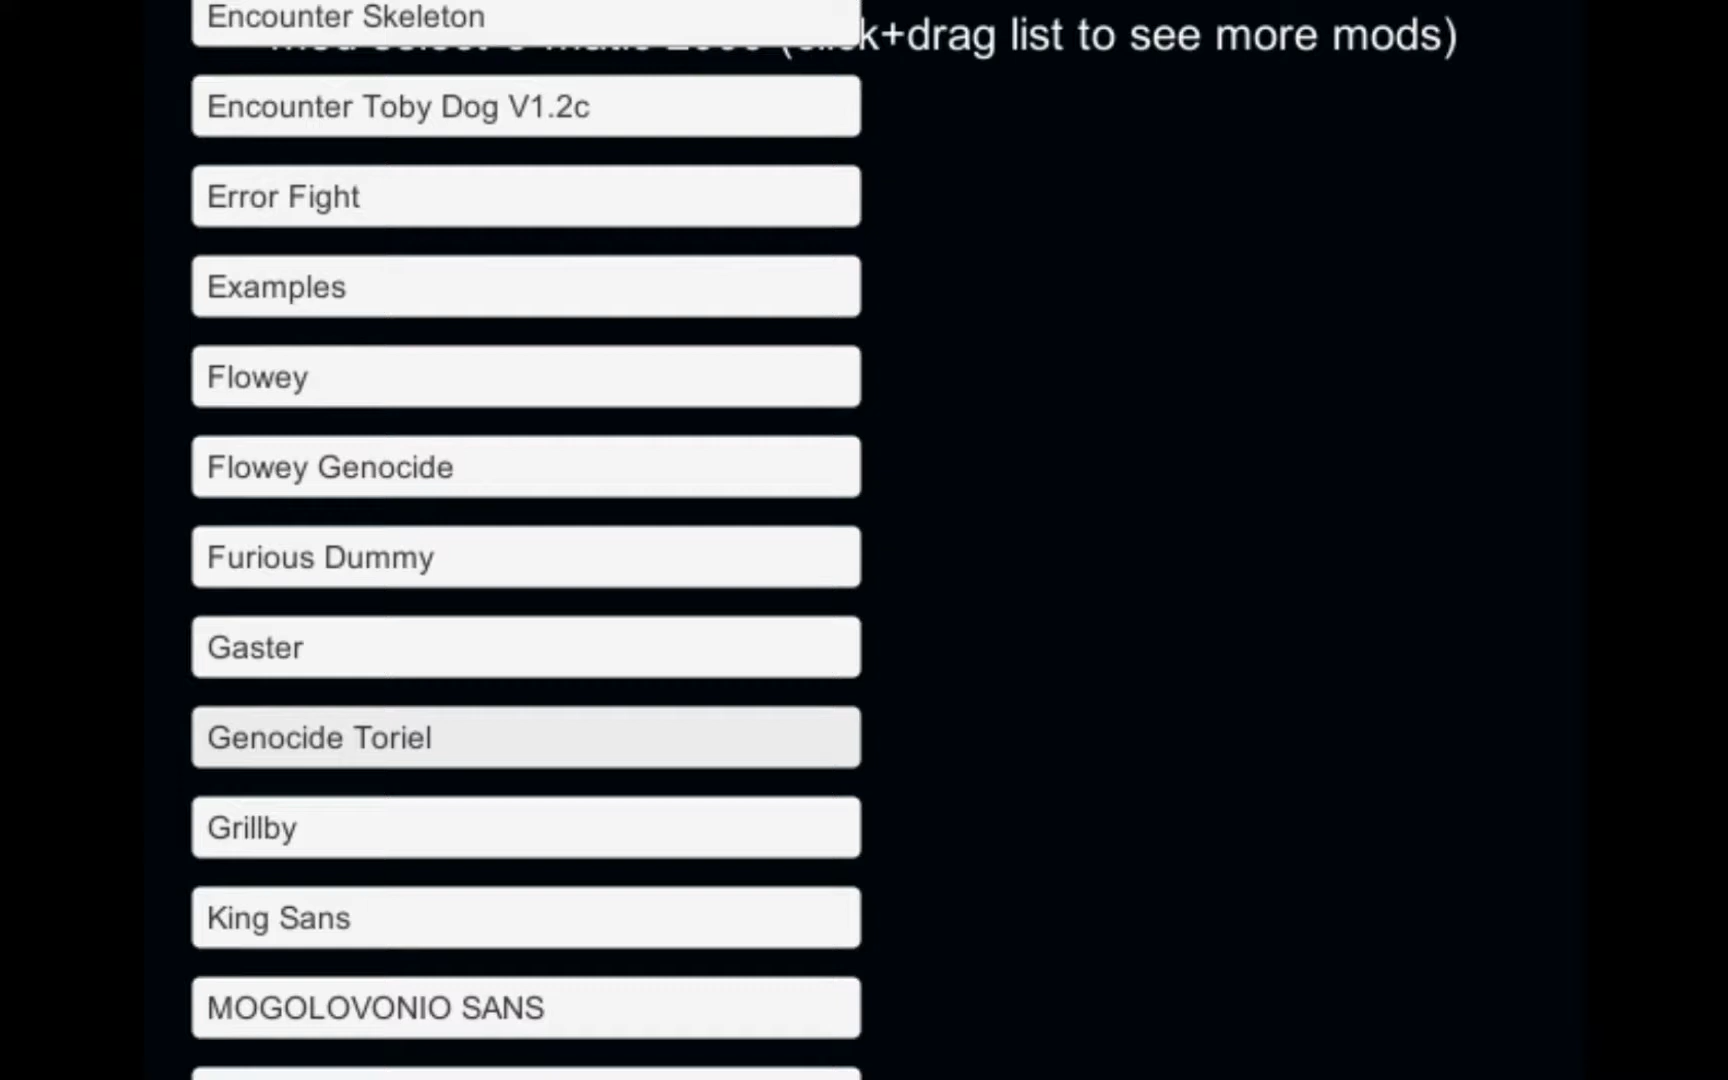 Encounter Skeleton
k+drag list to see more mods)
Encounter Toby Dog V1.2c
Error Fight
Examples
Flowey
Flowey Genocide
Furious Dummy
Gaster
Genocide Toriel
Grillby
King Sans
MOGOLOVONIO SANS